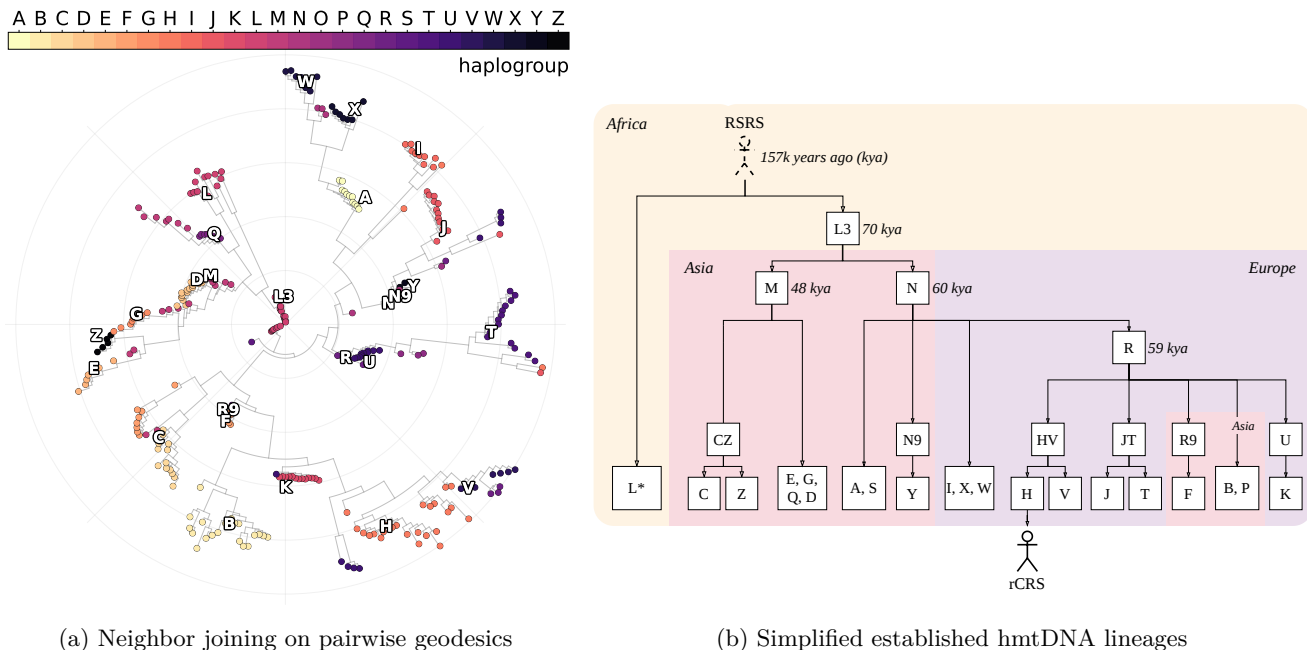 A B C D E F G H I J K L M N O P Q R S T U V W X Y Z
haplogroup
W
X
I
A
L
J
Q
D M
Y
N9
N
L3
G
Z
T
R
U
E
R9
F
C
K
V
B
H
(a) Neighbor joining on pairwise geodesics
Africa
RSRS
157k years ago (kya)
L3 70 kya
Asia
Europe
M 48 kya
N 60 kya
R 59 kya
Asia
CZ
N9
HV
JT
R9
U
L*
C
Z
E, G,
Q, D
A, S
Y
I, X, W
H
V
J
T
F
B, P
K
rCRS
(b) Simplified established hmtDNA lineages